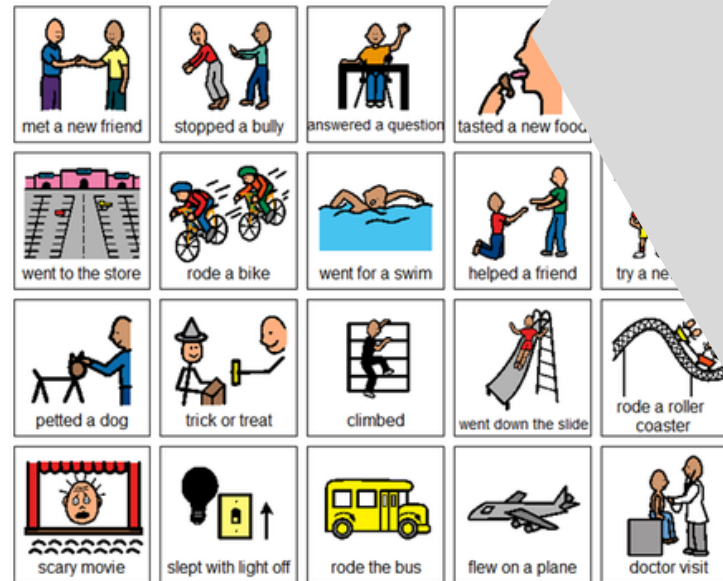 met a new friend
stopped a bully
answered a question
tasted a new food
went to the store
rode a bike
went for a swim
helped a friend
try a
petted a dog
trick or treat
climbed
went down the slide
rode a roller
coaster
scary movie
slept with light off
rode the bus
flew on a plane
doctor visit